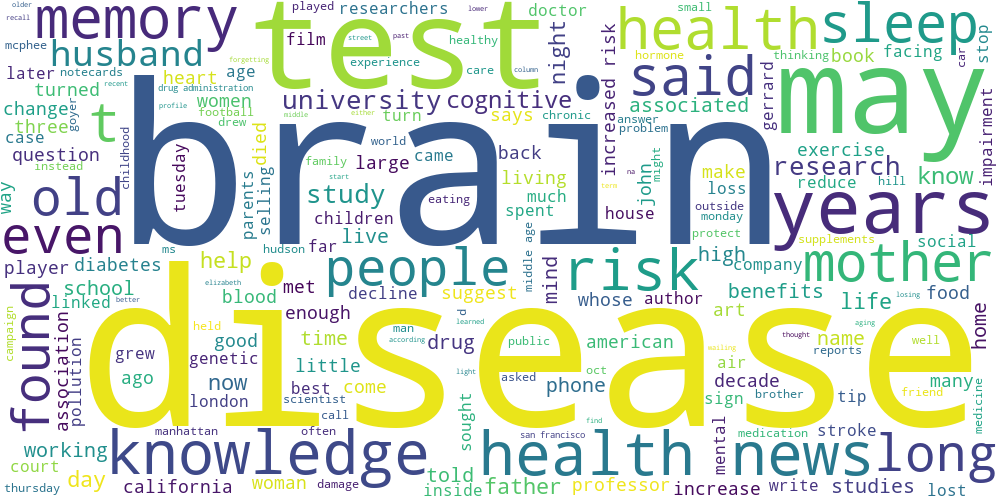 older
played
researchers
doctor
small
lower
memory
test
health
sleep
recall
street
past
mcphee
husband
film
healthy
night
hormone
thinking
book
facing
car
stop
later
notecards
heart
age
experience
care
column
said
may
turned
recent
forgetting
increased risk
goyer
drug administration
women
university
cognitive
associated
gerrard
change
profile
football
middle
either
chronic
answer
three
t
drew
turn
says
problem
exercise
impairment
case
died
world
question
childhood
tuesday
brain
family
large
came
back
research
might
make
reduce
hill
know
instead
start
na
way
old
parents
selling
study
eating
living
much
john
loss
term
years
children
spent
house
outside
monday
protect
even
live
middle age
supplements
social
ms
hudson
far
high
player
diabetes
help
people
mind
risk
company
mother
elizabeth
met
school
blood
decline
suggest
whose
author
benefits
life
food
home
linked
better
enough
d
campaign
found
association
pollution
held
man
art
name
losing
aging
grew
good
time
learned
drug
public
american
air
thought
well
genetic
according
disease
oct
waiting
reports
ago
now
little
light
asked
phone
decade
many
london
best
come
sign
brother
tip
friend
scientist
call
sought
find
medicine
manhattan
often
san francisco
mental
medication
stroke
working
knowledge
health
news
long
court
damage
told
thursday
day
california
woman
inside
father
professor
increase
write
studies
lost